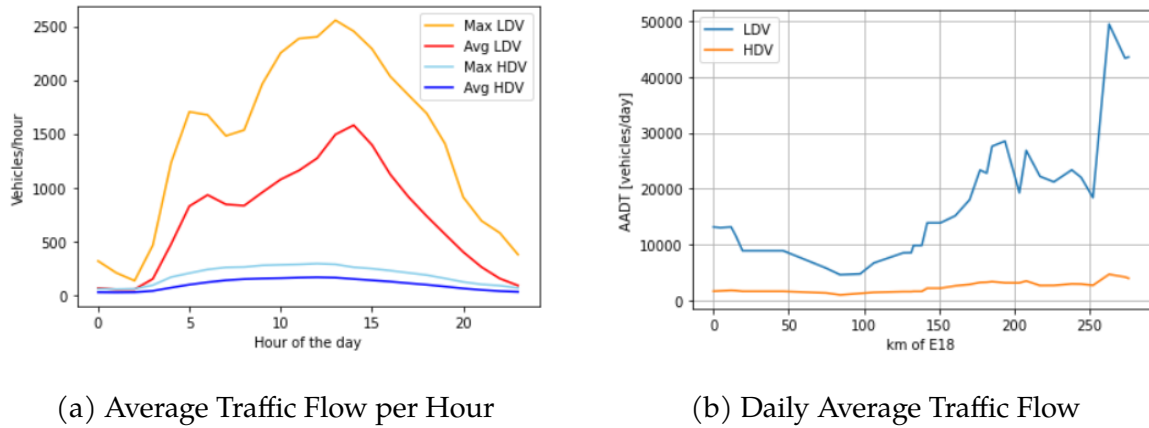 2500
2000
1500
1000
500
0
Vehicles/hour
Max LDV
Avg LDV
Max HDV
Avg HDV
0 5 10 15 20
Hour of the day
(a) Average Traffic Flow per Hour
50000
40000
30000
20000
10000
0
AADT [vehicles/day]
LDV
HDV
0 50 100 150 200 250
km of E18
(b) Daily Average Traffic Flow